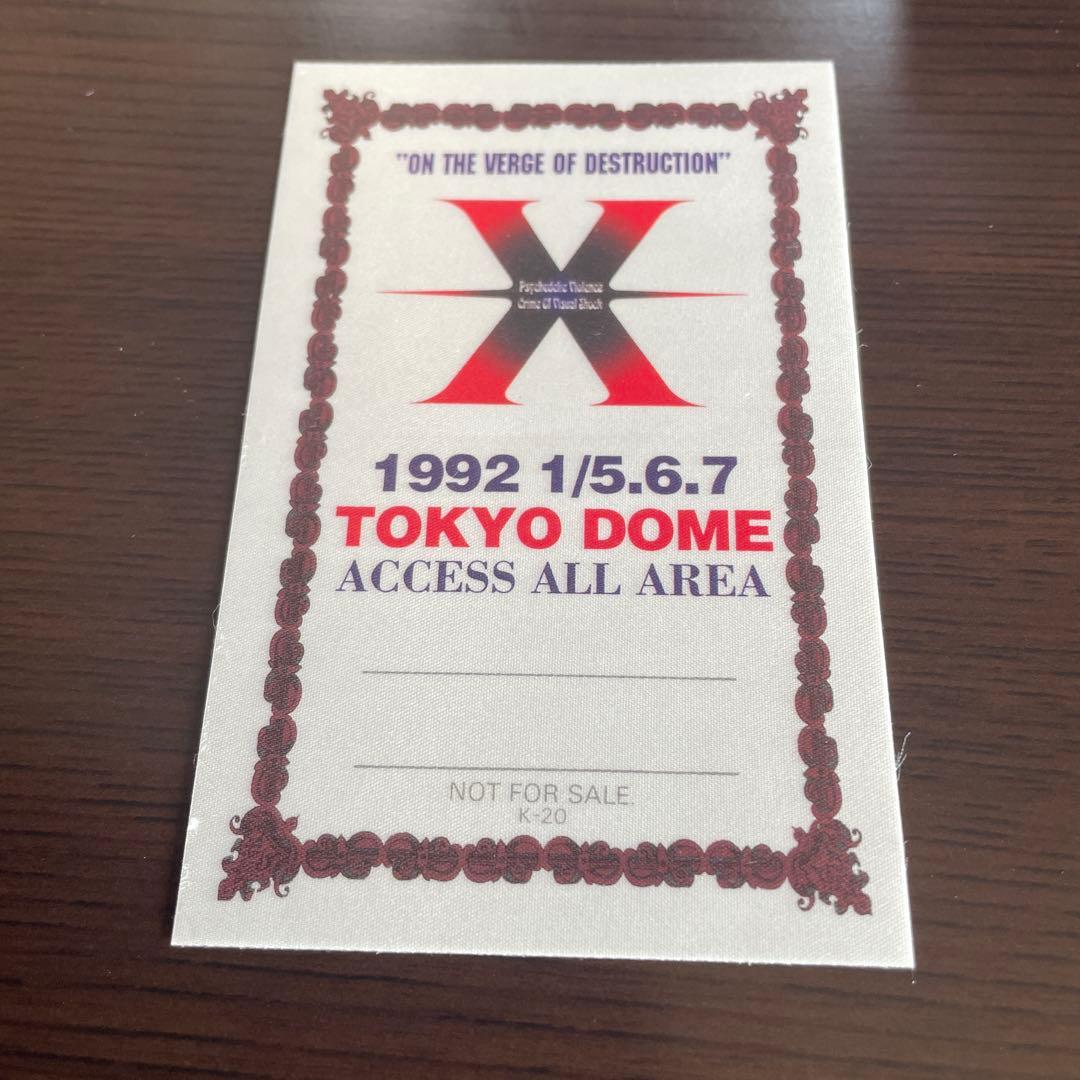 "ON THE VERGE OF DESTRUCTION"
X
Psychedelic Violence
Crime Of Visual Shock
1992 1/5.6.7
TOKYO DOME
ACCESS ALL AREA
NOT FOR SALE.
K-20